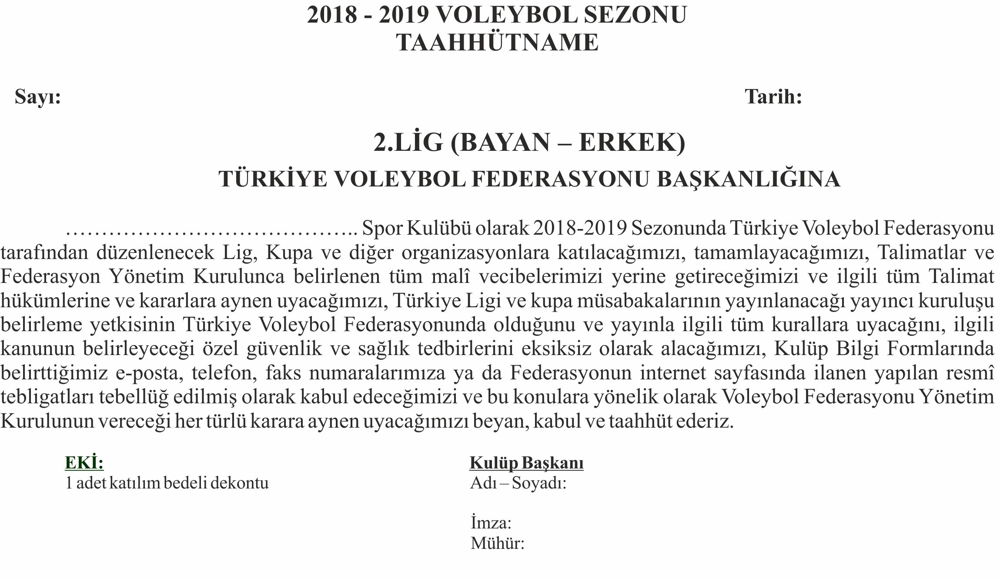 2018 - 2019 VOLEYBOL SEZONU
TAAHHÜTNAME
Sayı: Tarih:
2.LİG (BAYAN – ERKEK)
TÜRKİYE VOLEYBOL FEDERASYONU BAŞKANLIĞINA
…………………………………….. Spor Kulübü olarak 2018-2019 Sezonunda Türkiye Voleybol Federasyonu
tarafından düzenlenecek Lig, Kupa ve diğer organizasyonlara katılacağımızı, tamamlayacağımızı, Talimatlar ve
Federasyon Yönetim Kurulunca belirlenen tüm malî vecibelerimizi yerine getireceğimizi ve ilgili tüm Talimat
hükümlerine ve kararlara aynen uyacağımızı, Türkiye Ligi ve kupa müsabakalarının yayınlanacağı yayıncı kuruluşu
belirleme yetkisinin Türkiye Voleybol Federasyonunda olduğunu ve yayınla ilgili tüm kurallara uyacağını, ilgili
kanunun belirleyeceği özel güvenlik ve sağlık tedbirlerini eksiksiz olarak alacağımızı, Kulüp Bilgi Formlarında
belirttiğimiz e-posta, telefon, faks numaralarımıza ya da Federasyonun internet sayfasında ilanen yapılan resmî
tebligatları tebellüğ edilmiş olarak kabul edeceğimizi ve bu konulara yönelik olarak Voleybol Federasyonu Yönetim
Kurulunun vereceği her türlü karara aynen uyacağımızı beyan, kabul ve taahhüt ederiz.
EKİ: Kulüp Başkanı
1 adet katılım bedeli dekontu Adı – Soyadı:
İmza:
Mühür: